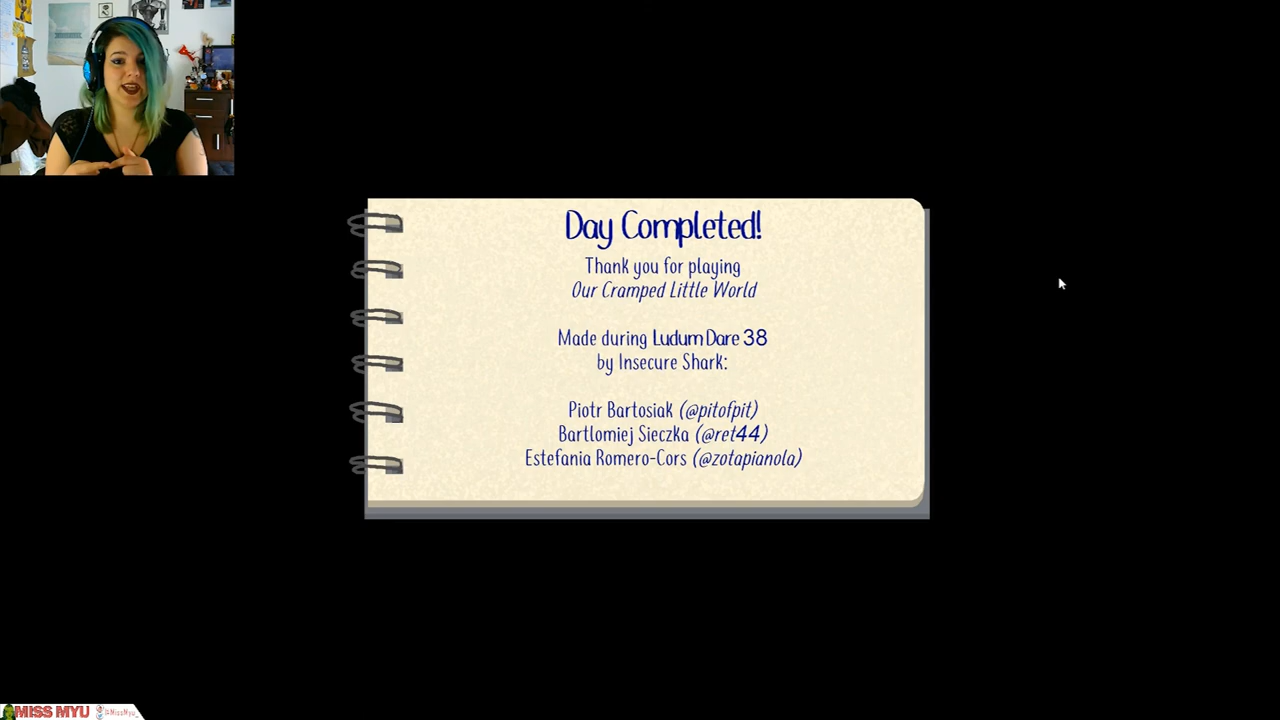 Day Completed!
Thank you for playing
Our Cramped Little World
Made during Ludum Dare 38
by Insecure Shark:
Piotr Bartosiak (@pitofpit)
Bartlomiej Sieczka (@ret44)
Estefania Romero-Cors (@zotapianola)
MISS MYU